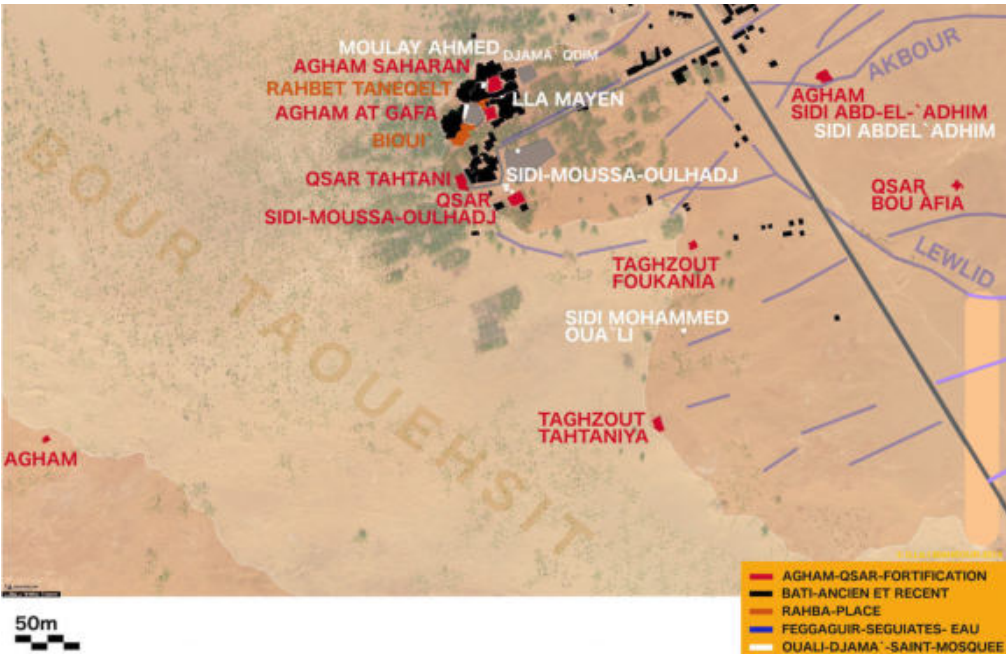 MOULAY AHMED
DJAMA` QDIM
AGHAM SAHARAN
RAHBET TANEQELT
LLA MAYEN
AGHAM AT GAFA
BIOUI`
QSAR TAHTANI
SIDI-MOUSSA-OULHADJ
QSAR
SIDI-MOUSSA-OULHADJ
AKBOUR
AGHAM
SIDI ABD-EL-`ADHIM
SIDI ABDEL`ADHIM
QSAR
BOU AFIA
LEWLID
TAGHZOUT
FOUKANIA
SIDI MOHAMMED
OUA`LI
BOUR TAOUEHSIT
TAGHZOUT
TAHTANIYA
AGHAM
AGHAM-QSAR-FORTIFICATION
BATI-ANCIEN ET RECENT
RAHBA-PLACE
FEGGAGUIR-SEGUIATES- EAU
OUALI-DJAMA`-SAINT-MOSQUEE
50m